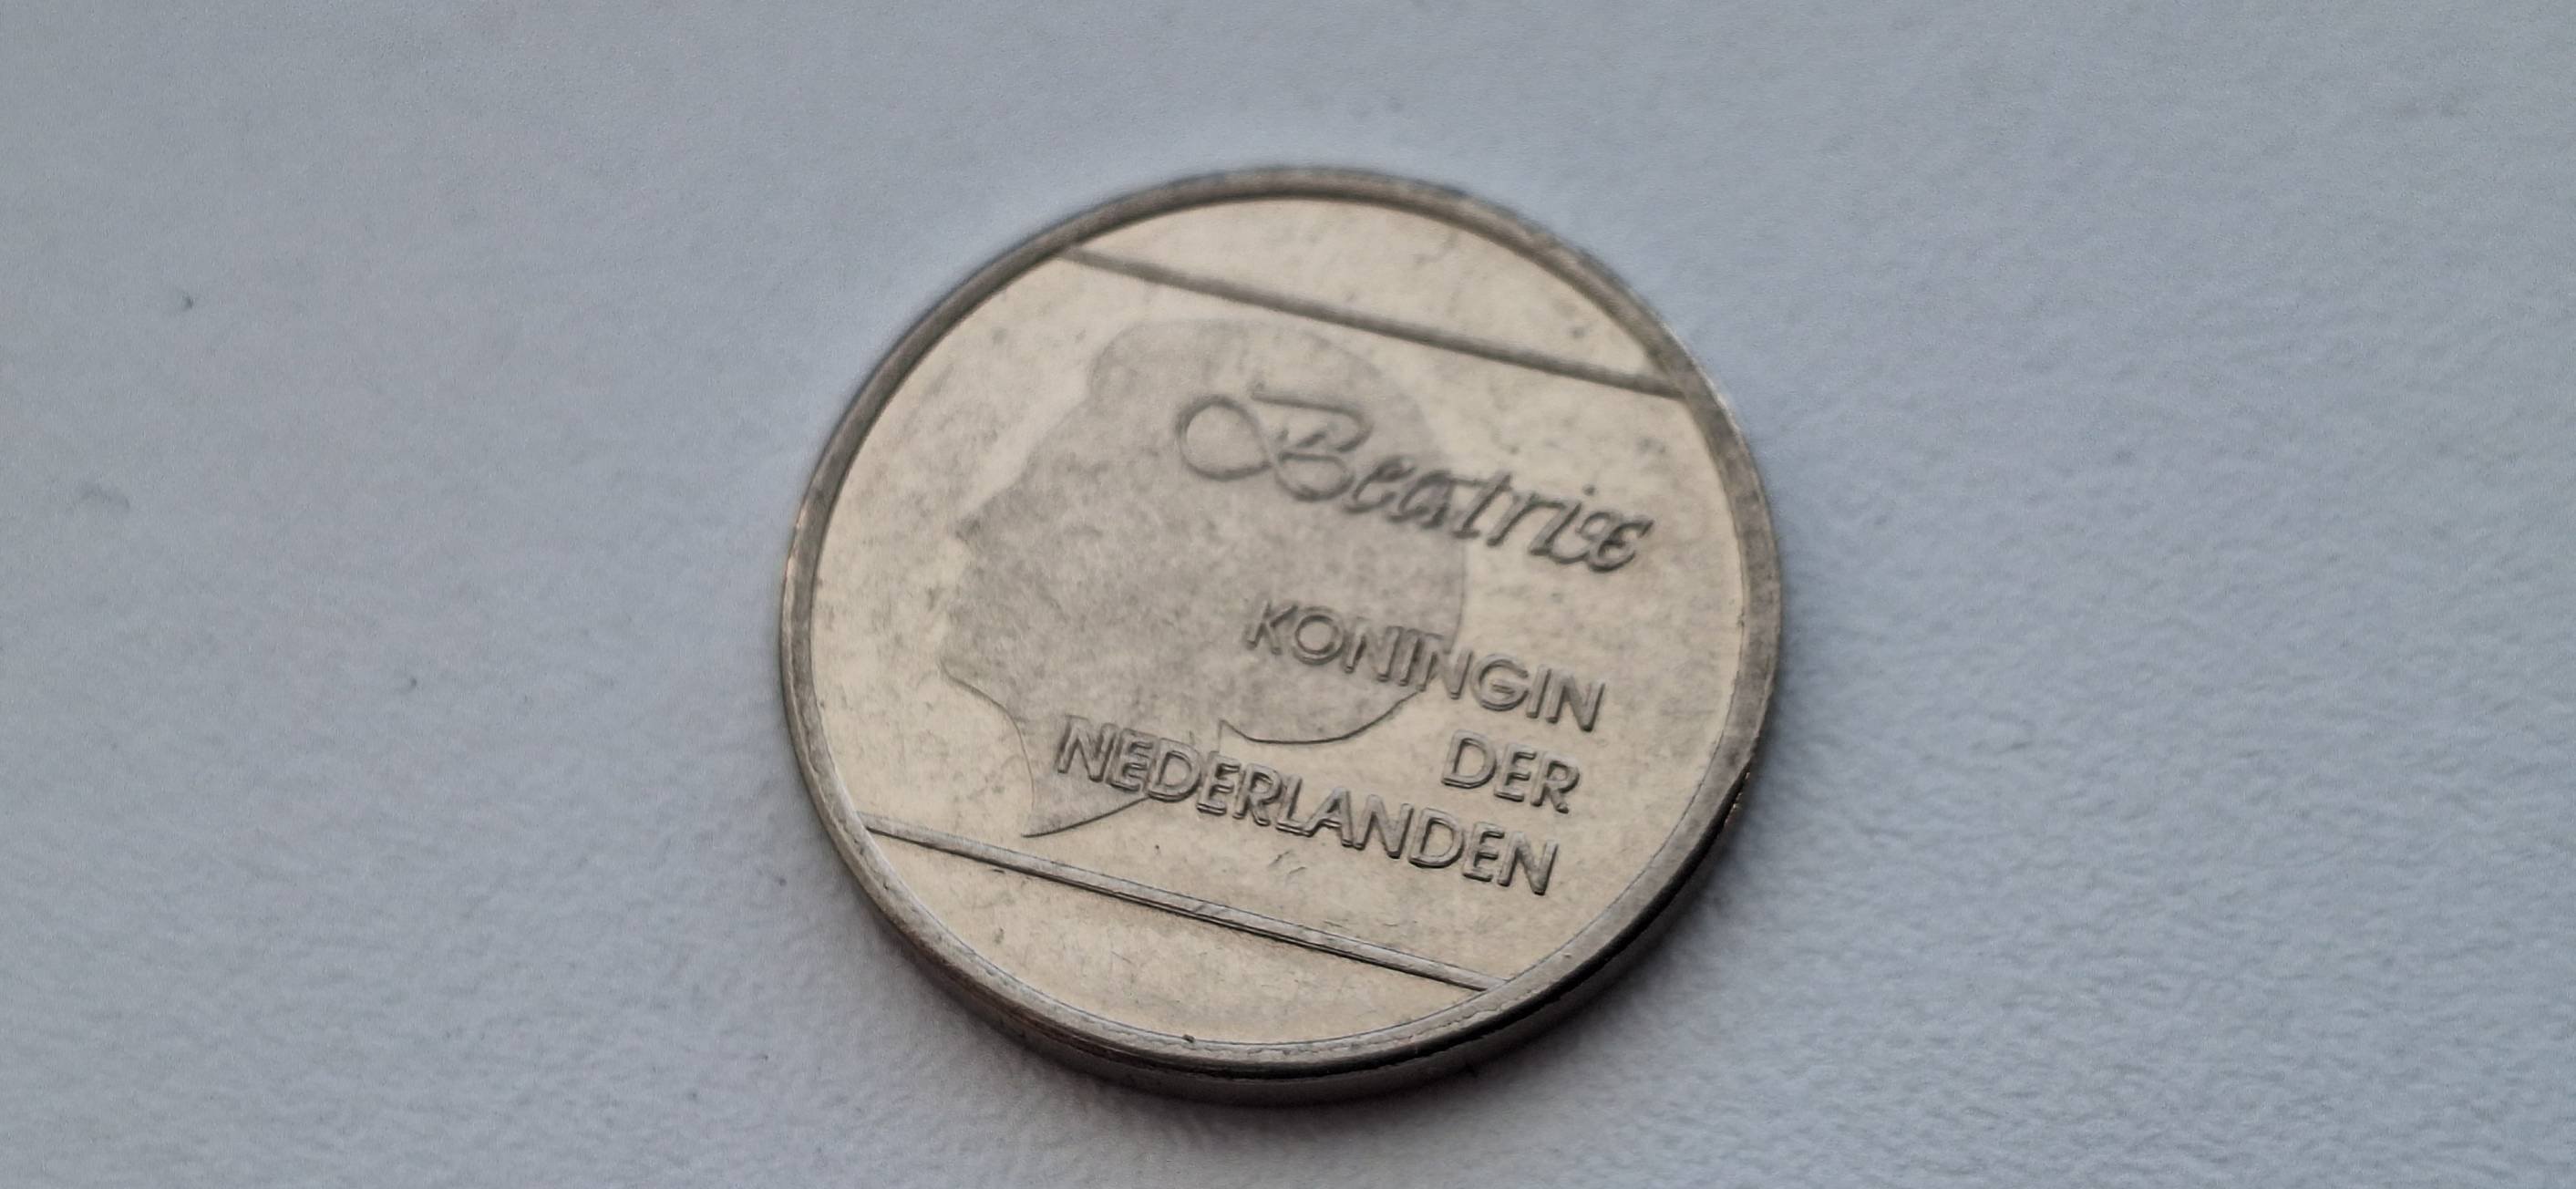 Beatrix
KONINGIN
DER
NEDERLANDEN